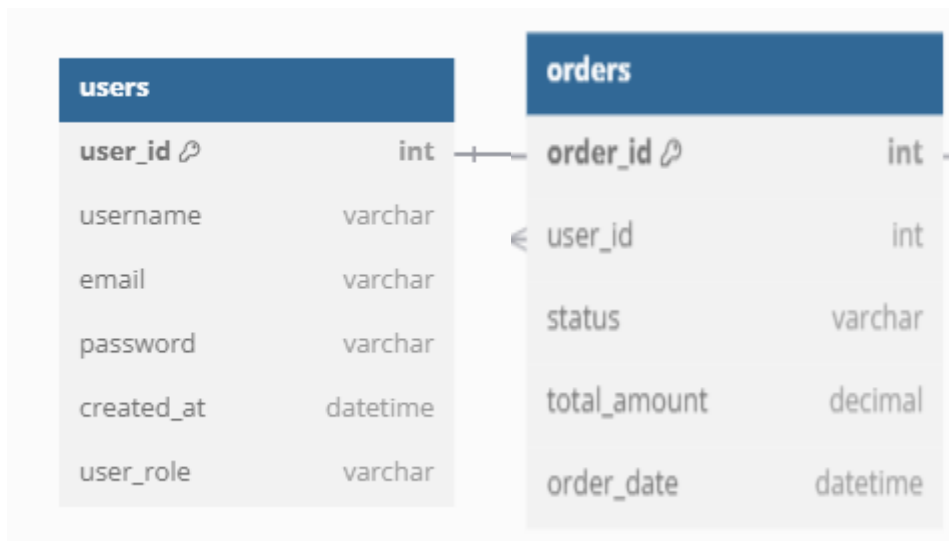 users
user_id int
username varchar
email varchar
password varchar
created_at datetime
user_role varchar
orders
order_id int
user_id int
status varchar
total_amount decimal
order_date datetime